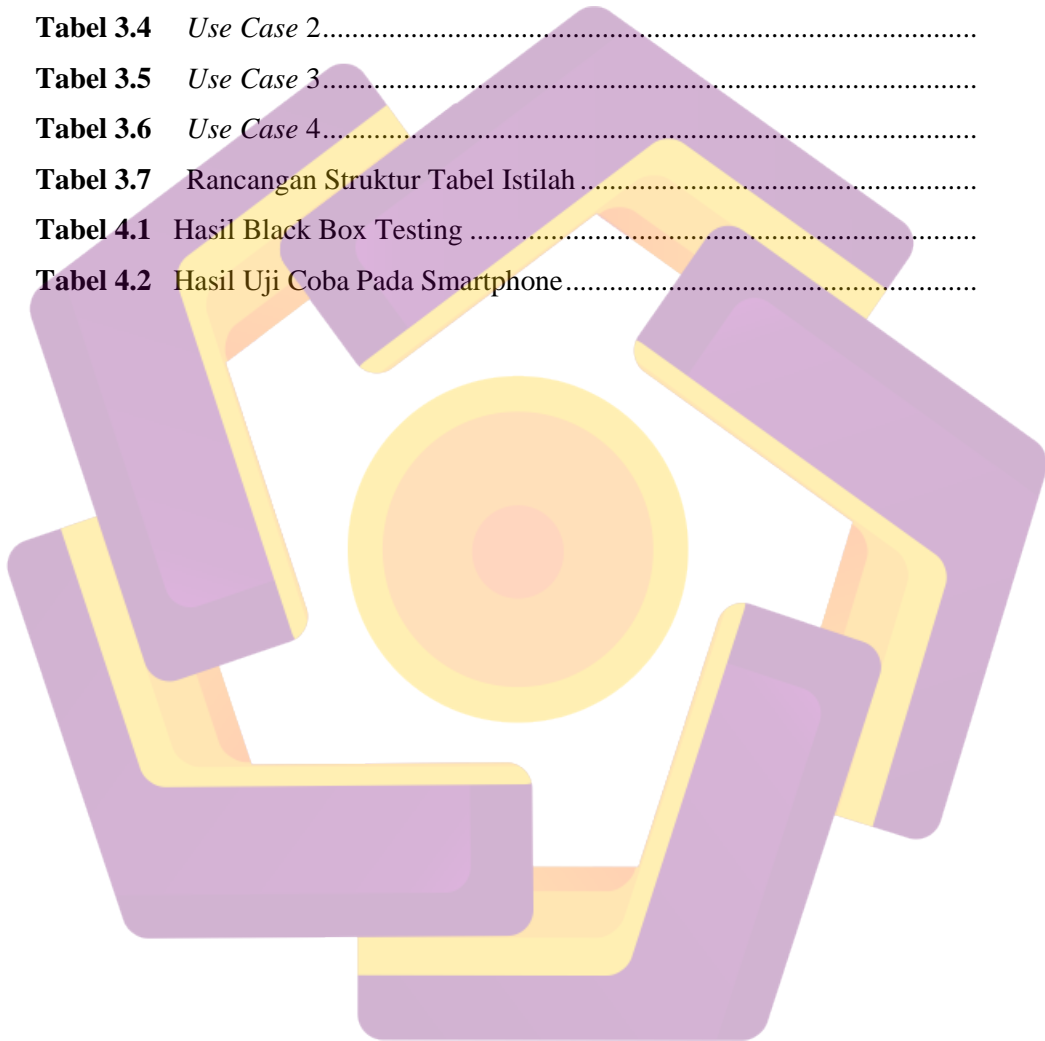 Tabel 3.4 Use Case 2.........................................................................................
Tabel 3.5 Use Case 3.........................................................................................
Tabel 3.6 Use Case 4.........................................................................................
Tabel 3.7 Rancangan Struktur Tabel Istilah ......................................................
Tabel 4.1 Hasil Black Box Testing .....................................................................
Tabel 4.2 Hasil Uji Coba Pada Smartphone........................................................